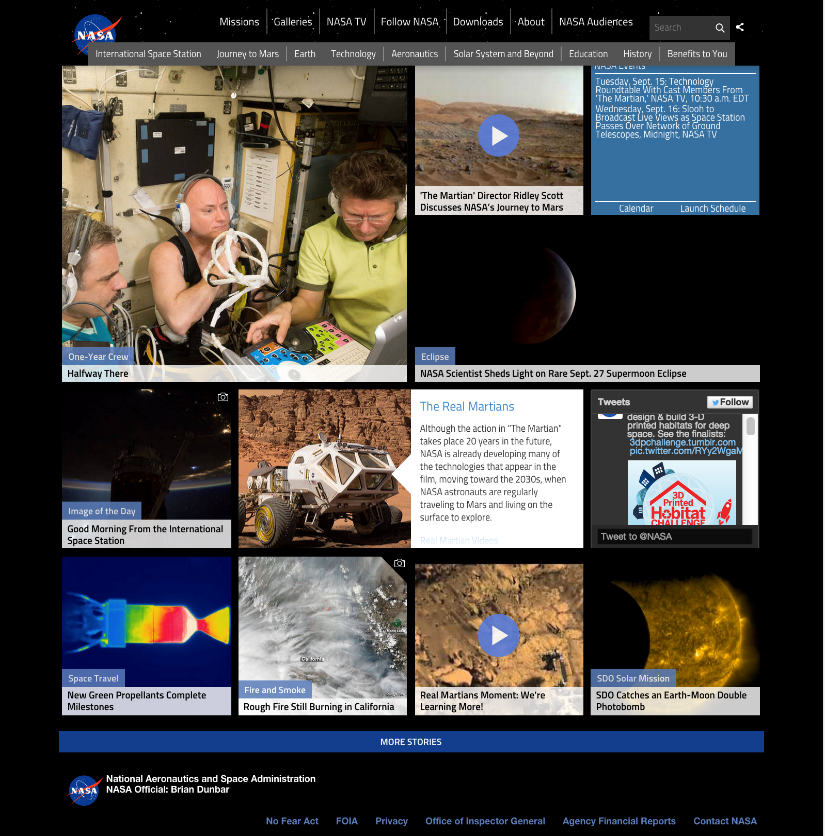 NASA
Missions
Galleries
NASA TV
Follow NASA
Downloads
About
NASA Audiences
Search
International Space Station
Journey to Mars
Earth
Technology
Aeronautics
Solar System and Beyond
Education
History
Benefits to You
One-Year Crew
Halfway There
'The Martian' Director Ridley Scott
Discusses NASA's Journey to Mars
NASA Events
Tuesday, Sept. 15: Technology
Roundtable With Cast Members From
'The Martian,' NASA TV, 10:30 a.m. EDT
Wednesday, Sept. 16: Slooh to
Broadcast Live Views as Space Station
Passes Over Network of Ground
Telescopes, Midnight, NASA TV
Calendar
Launch Schedule
Eclipse
NASA Scientist Sheds Light on Rare Sept. 27 Supermoon Eclipse
Image of the Day
Good Morning From the International
Space Station
The Real Martians
Although the action in "The Martian"
takes place 20 years in the future,
NASA is already developing many of
the technologies that appear in the
film, moving toward the 2030s, when
NASA astronauts are regularly
traveling to Mars and living on the
surface to explore.
Real Martian Videos
Tweets
Follow
design & build 3-D
printed habitats for deep
space. See the finalists:
3dpchallenge.tumblr.com
pic.twitter.com/RYy2WgaM
3D
Printed
Habitat
CHALLENGE
Tweet to @NASA
Space Travel
New Green Propellants Complete
Milestones
California
Fire and Smoke
Rough Fire Still Burning in California
Real Martians Moment: We're
Learning More!
SDO Solar Mission
SDO Catches an Earth-Moon Double
Photobomb
MORE STORIES
NASA
National Aeronautics and Space Administration
NASA Official: Brian Dunbar
No Fear Act
FOIA
Privacy
Office of Inspector General
Agency Financial Reports
Contact NASA